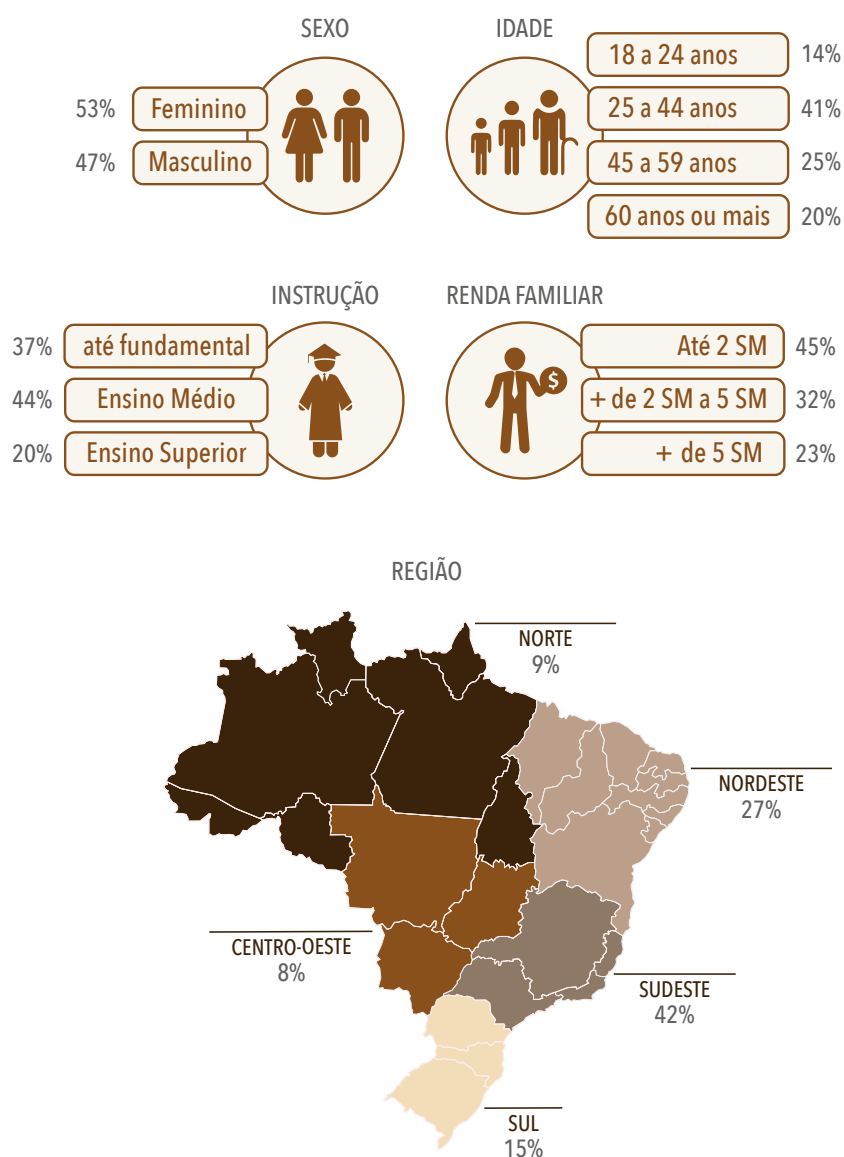 SEXO
53% Feminino
47% Masculino
IDADE
18 a 24 anos 14%
25 a 44 anos 41%
45 a 59 anos 25%
60 anos ou mais 20%
INSTRUÇÃO
37% até fundamental
44% Ensino Médio
20% Ensino Superior
RENDA FAMILIAR
$
Até 2 SM 45%
+ de 2 SM a 5 SM 32%
+ de 5 SM 23%
REGIÃO
NORTE
9%
NORDESTE
27%
CENTRO-OESTE
8%
SUDESTE
42%
SUL
15%